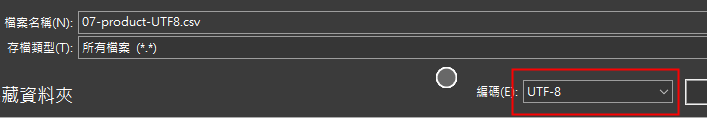 檔案名稱(N): 07-product-UTF8.csv
存檔類型(T): 所有檔案 (*.*)
藏資料夾
編碼(E): UTF-8